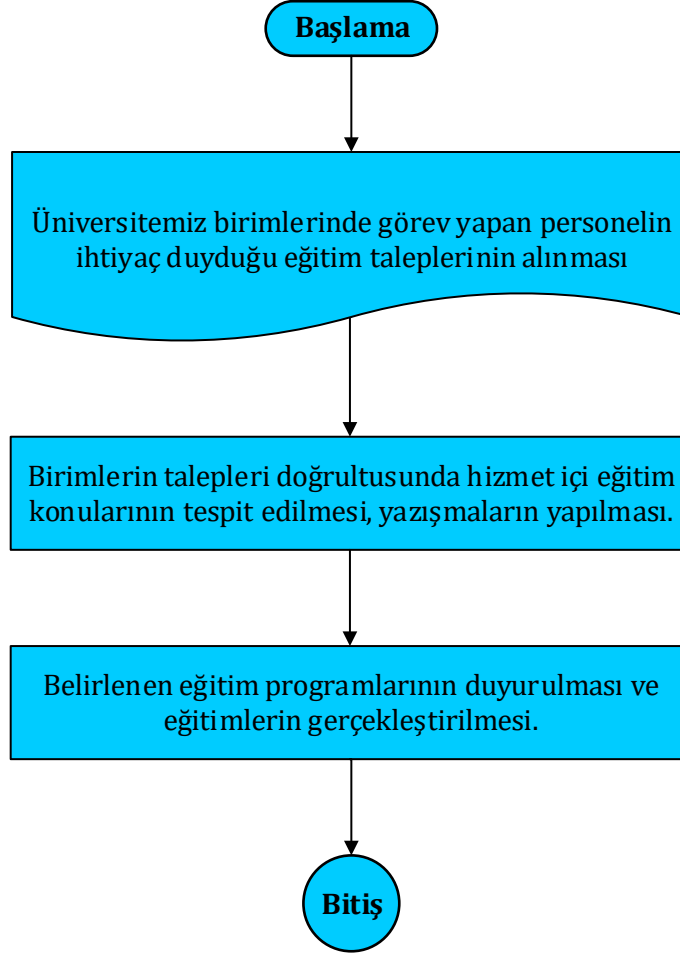 Başlama
Üniversitemiz birimlerinde görev yapan personelin
ihtiyaç duyduğu eğitim taleplerinin alınması
Birimlerin talepleri doğrultusunda hizmet içi eğitim
konularının tespit edilmesi, yazışmaların yapılması.
Belirlenen eğitim programlarının duyurulması ve
eğitimlerin gerçekleştirilmesi.
Bitiş